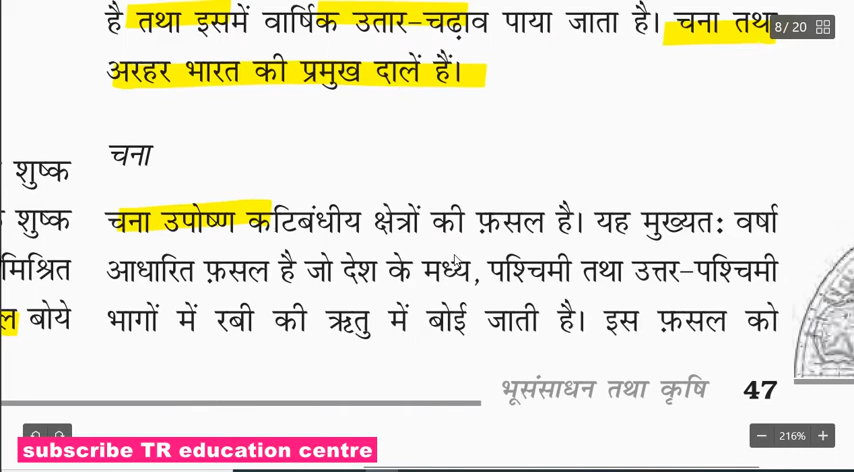 है तथा इसमें वार्षिक उतार-चढ़ाव पाया जाता है। चना तथा
अरहर भारत की प्रमुख दालें हैं।
8/20
चना
शुष्क
शुष्क
मिश्रित
ल बोये
चना उपोष्ण कटिबंधीय क्षेत्रों की फ़सल है। यह मुख्यत: वर्षा
आधारित फ़सल है जो देश के मध्य, पश्चिमी तथा उत्तर-पश्चिमी
भागों में रबी की ऋतु में बोई जाती है। इस फ़सल को
भूसंसाधन तथा कृषि 47
216%
subscribe TR education centre